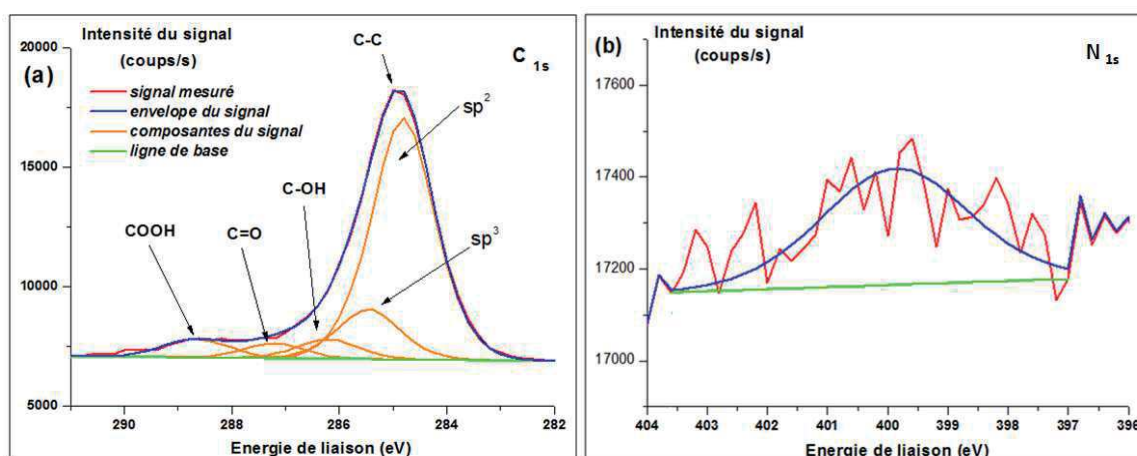 (a)
Intensité du signal
(coups/s)
C 1s
signal mesuré
envelope du signal
composantes du signal
ligne de base
C-C
sp2
C-OH
COOH
C=O
sp3
20000
15000
10000
5000
290 288 286 284 282
Energie de liaison (eV)
(b)
Intensité du signal
(coups/s)
N 1s
17600
17400
17200
17000
404 403 402 401 400 399 398 397 396
Energie de liaison (eV)